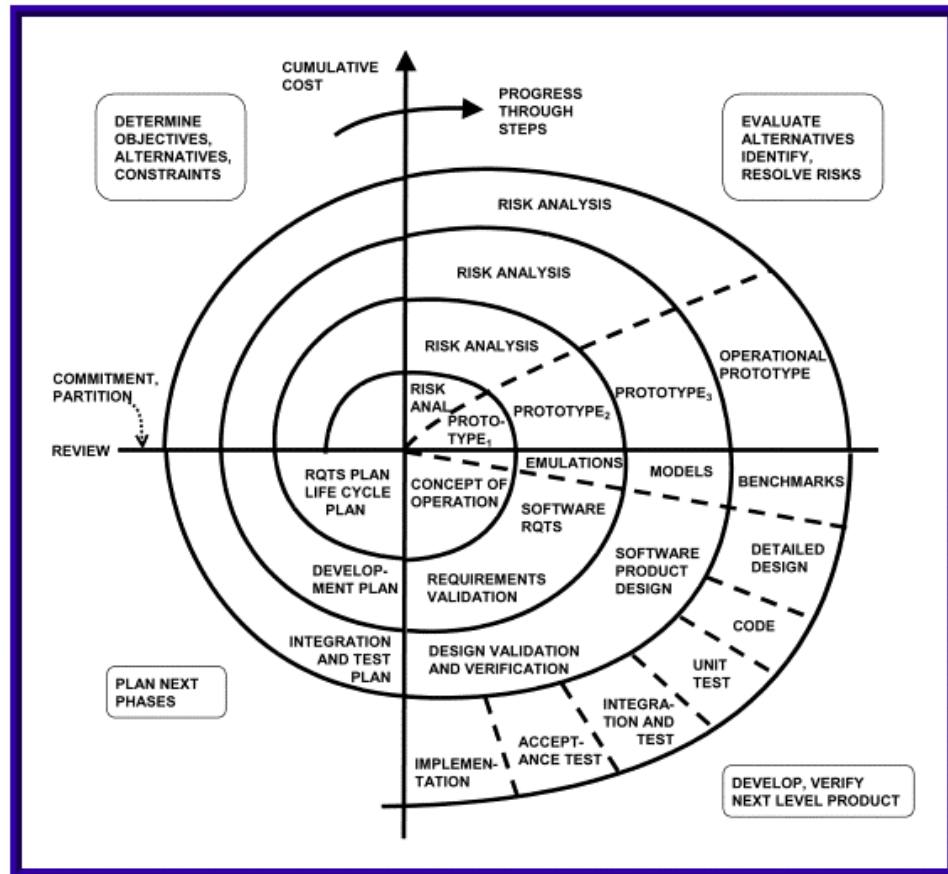 CUMULATIVE
COST
PROGRESS
THROUGH
STEPS
DETERMINE
OBJECTIVES,
ALTERNATIVES,
CONSTRAINTS
EVALUATE
ALTERNATIVES
IDENTIFY,
RESOLVE RISKS
RISK ANALYSIS
RISK ANALYSIS
RISK ANALYSIS
RISK
ANAL.
PROTO-
TYPE₁
PROTOTYPE₂
PROTOTYPE₃
OPERATIONAL
PROTOTYPE
COMMITMENT,
PARTITION
REVIEW
RQTS PLAN
LIFE CYCLE
PLAN
CONCEPT OF
OPERATION
EMULATIONS
MODELS
BENCHMARKS
SOFTWARE
RQTS
SOFTWARE
PRODUCT
DESIGN
DETAILED
DESIGN
DEVELOP-
MENT PLAN
REQUIREMENTS
VALIDATION
CODE
INTEGRATION
AND TEST
PLAN
DESIGN VALIDATION
AND VERIFICATION
UNIT
TEST
PLAN NEXT
PHASES
INTEGRA-
TION AND
TEST
ACCEPT-
ANCE TEST
IMPLEMEN-
TATION
DEVELOP, VERIFY
NEXT LEVEL PRODUCT